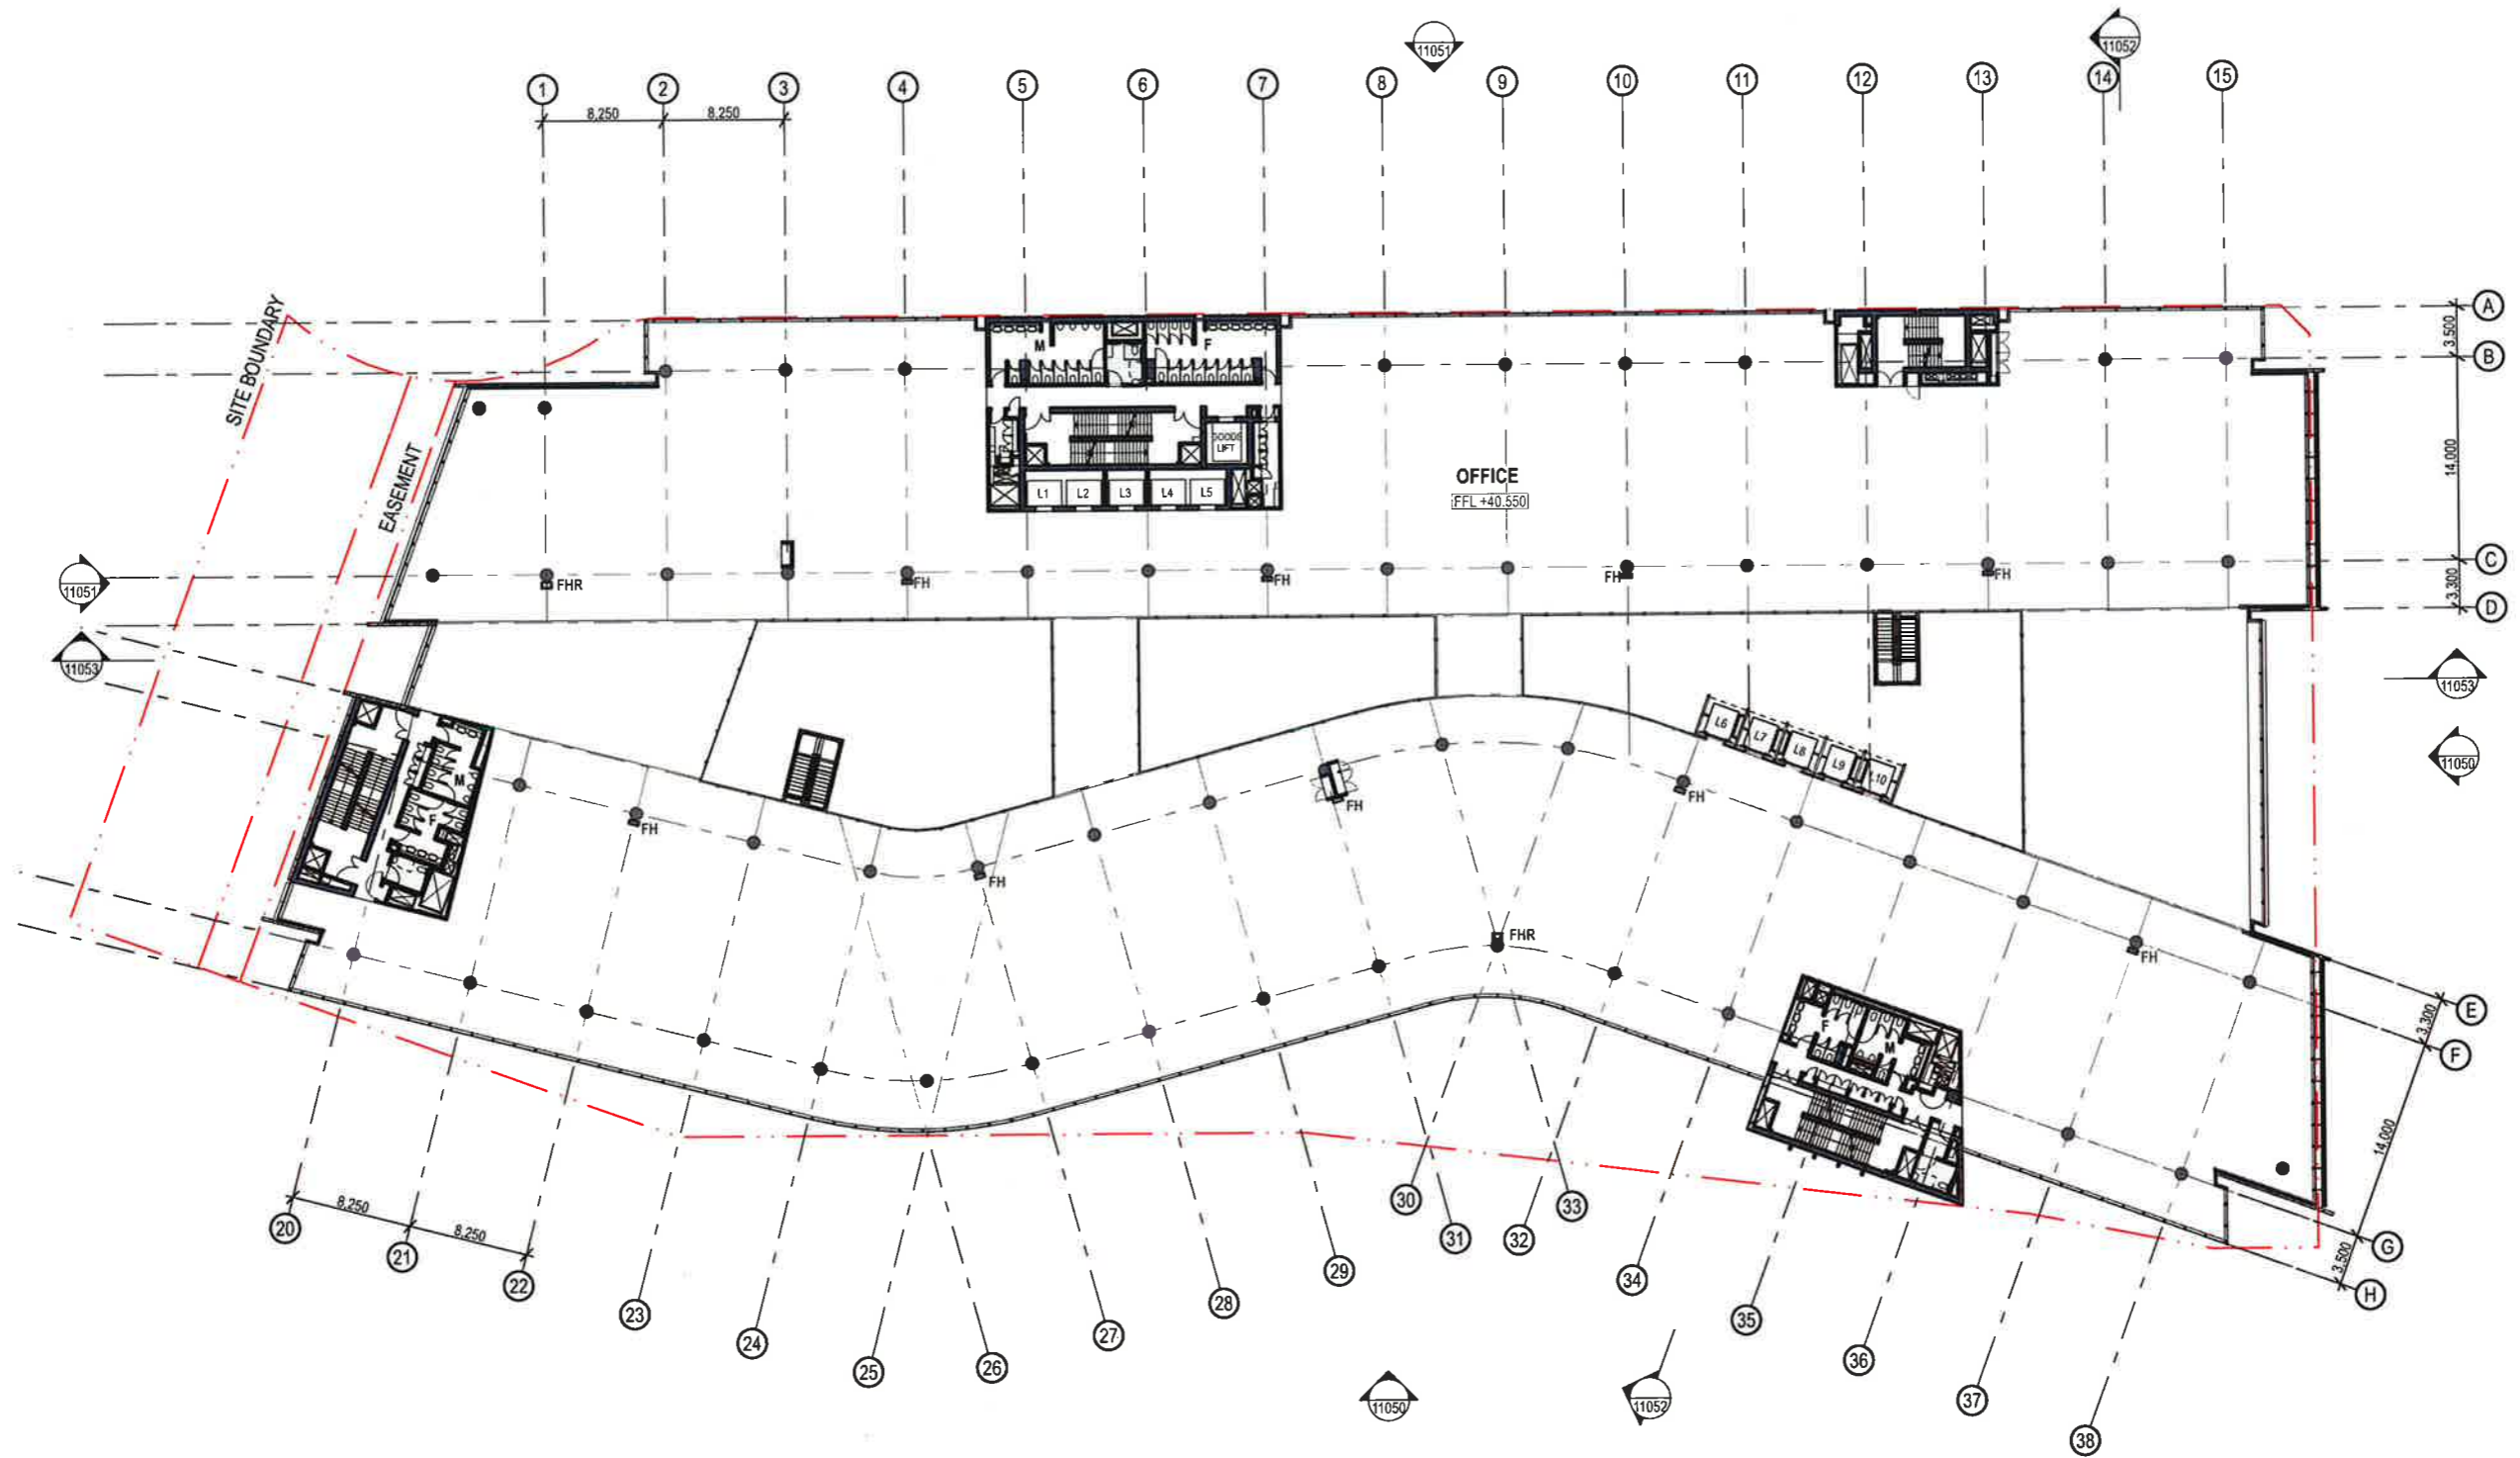 11051
11052
1
2
3
4
5
6
7
8
9
10
11
12
13
14
15
8,250
8,250
SITE BOUNDARY
EASEMENT
A
3,500
B
14,000
C
3,300
D
M
F
GOODS
LIFT
L1
L2
L3
L4
L5
OFFICE
FFL +40.550
11051
FHR
FH
FH
FH
FH
11053
11053
11050
L6
L7
L8
L9
L10
M
F
FH
FH
FH
FH
FH
FHR
F
M
E
3,300
F
14,000
G
3,500
H
8,250
8,250
20
21
22
23
24
25
26
27
28
29
30
31
32
33
34
35
36
37
38
11050
11052